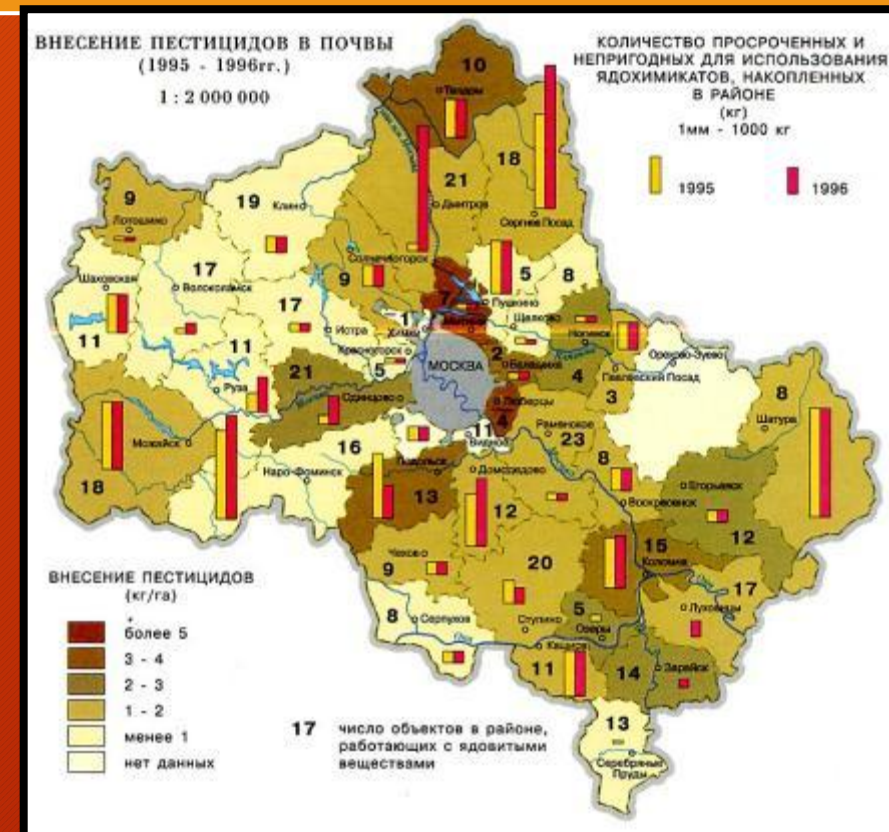 ВНЕСЕНИЕ ПЕСТИЦИДОВ В ПОЧВЫ
(1995 - 1996гг.)
1 : 2 000 000
КОЛИЧЕСТВО ПРОСРОЧЕННЫХ И
НЕПРИГОДНЫХ ДЛЯ ИСПОЛЬЗОВАНИЯ
ЯДОХИМИКАТОВ, НАКОПЛЕННЫХ
В РАЙОНЕ
(кг)
1мм - 1000 кг
1995
1996
10
Талдом
18
Сергиев Посад
21
Дмитров
19
Клин
9
Лотошино
Солнечногорск
9
Шаховская
11
17
Волоколамск
17
Истра
5
Пушкино
8
Щелково
7
1
Химки
Красногорск
5
МОСКВА
2
Балашиха
Ногинск
4
Павловский Посад
3
Орехово-Зуево
11
Руза
21
Одинцово
Люберцы
4
11
Видное
Раменское
23
8
Шатура
Можайск
18
16
Наро-Фоминск
Подольск
13
Домодедово
12
8
Воскресенск
Егорьевск
12
Чехов
9
20
15
Коломна
17
Луховицы
8
Серпухов
Ступино
5
Озеры
Ока
Кашира
11
14
Зарайск
13
Серебряные
Пруды
ВНЕСЕНИЕ ПЕСТИЦИДОВ
(кг/га)
более 5
3 - 4
2 - 3
1 - 2
менее 1
нет данных
17 число объектов в районе,
работающих с ядовитыми
веществами